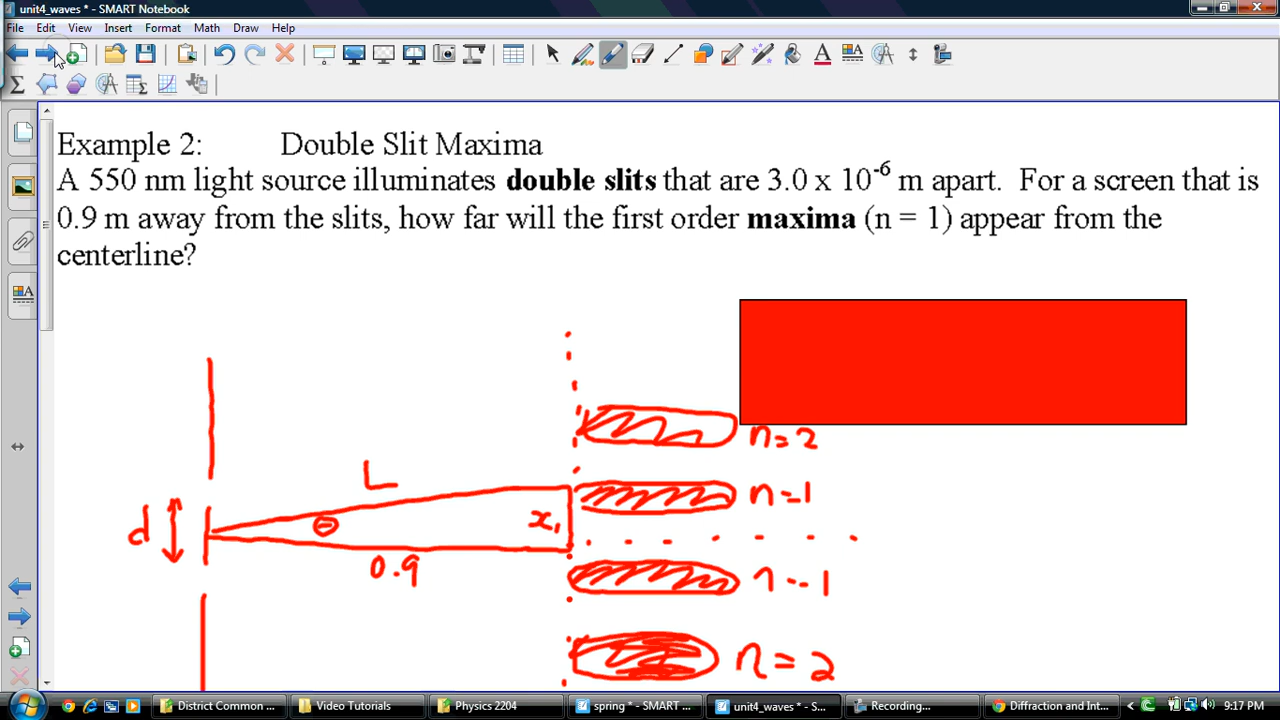 unit4_waves * - SMART Notebook
File Edit View Insert Format Math Draw Help
Example 2: Double Slit Maxima
A 550 nm light source illuminates double slits that are 3.0 x 10⁻⁶ m apart. For a screen that is
0.9 m away from the slits, how far will the first order maxima (n = 1) appear from the
centerline?
n=2
L
n=1
d
θ
x₁
0.9
n=1
n=2
District Common ... Video Tutorials Physics 2204 spring * - SMART ... unit4_waves * - S... Recording... Diffraction and Int... 9:17 PM